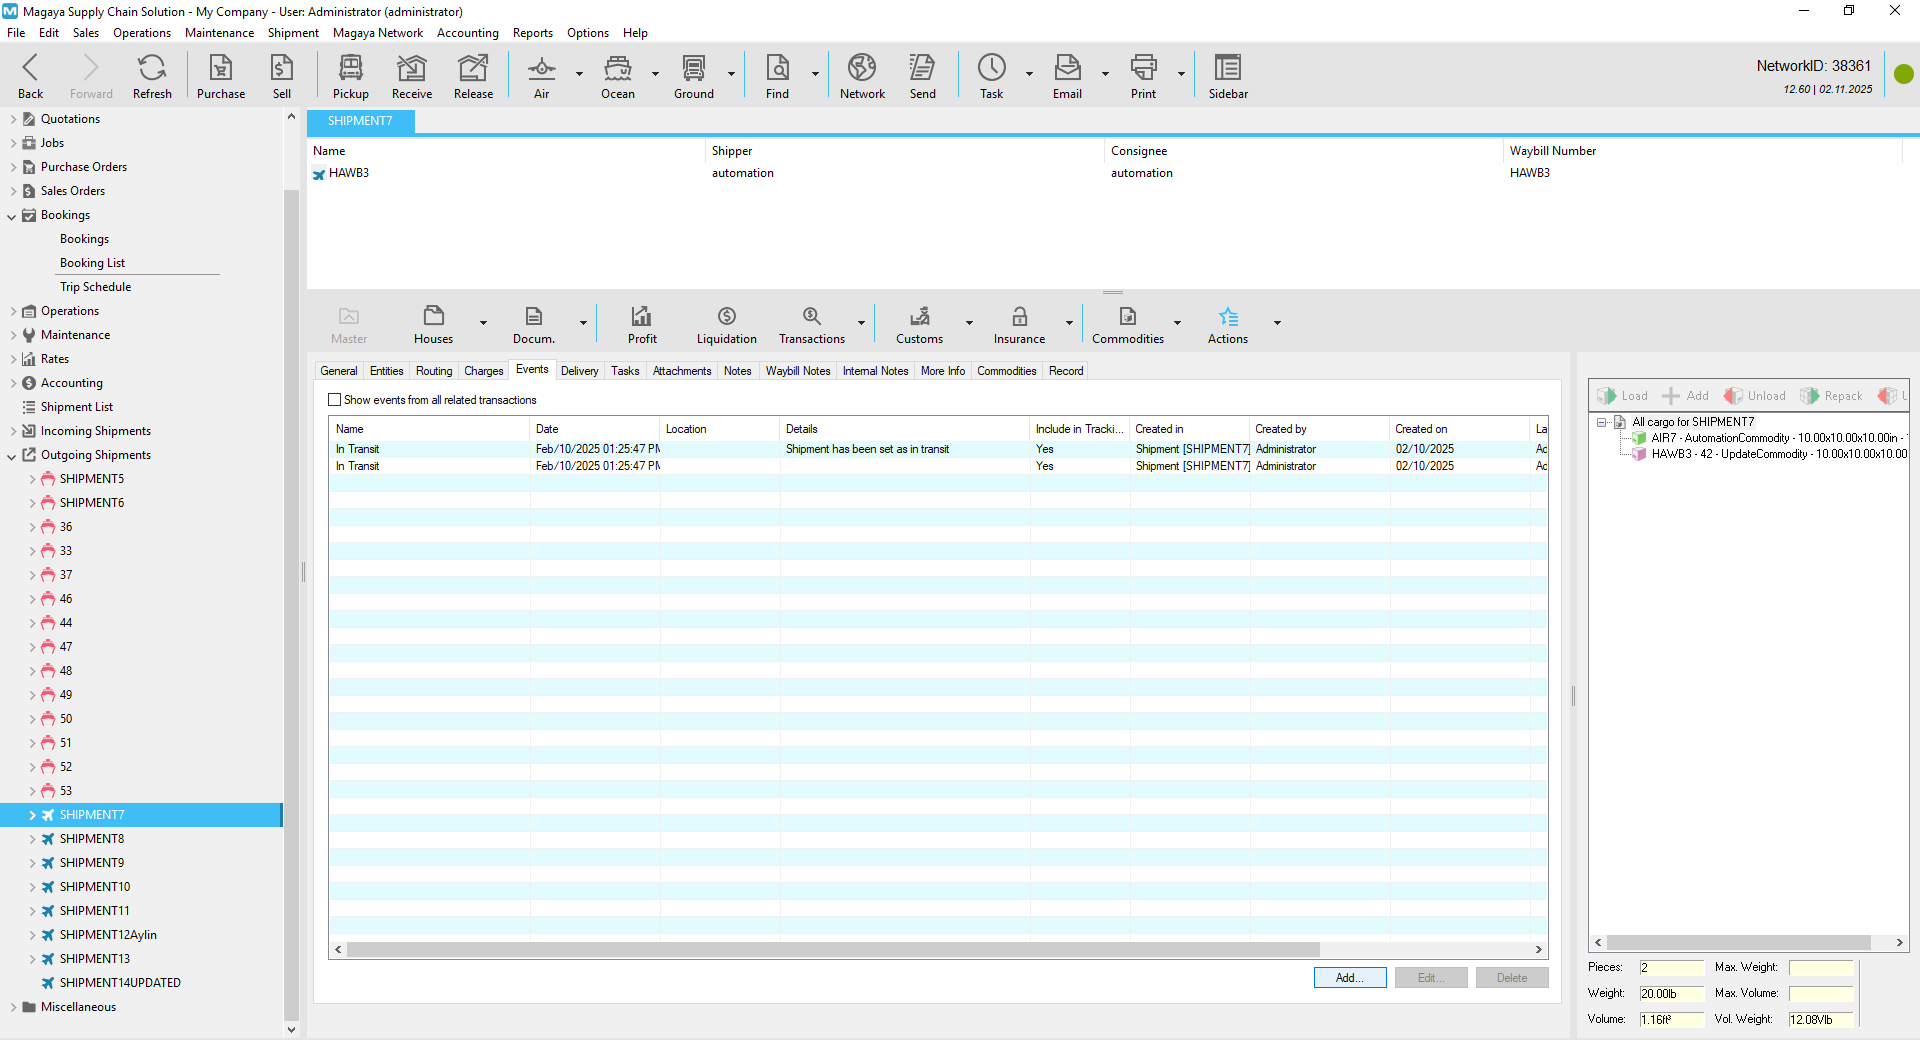 Magaya Supply Chain Solution - My Company - User: Administrator (administrator)
File Edit Sales Operations Maintenance Shipment Magaya Network Accounting Reports Options Help
Back Forward Refresh Purchase Sell Pickup Receive Release Air Ocean Ground Find Network Send Task Email Print Sidebar
NetworkID: 38361
12.60 | 02.11.2025
Quotations
Jobs
Purchase Orders
Sales Orders
Bookings
Bookings
Booking List
Trip Schedule
Operations
Maintenance
Rates
Accounting
Shipment List
Incoming Shipments
Outgoing Shipments
SHIPMENT5
SHIPMENT6
36
33
37
46
44
47
48
49
50
51
52
53
SHIPMENT7
SHIPMENT8
SHIPMENT9
SHIPMENT10
SHIPMENT11
SHIPMENT12Aylin
SHIPMENT13
SHIPMENT14UPDATED
Miscellaneous
SHIPMENT7
Name Shipper Consignee Waybill Number
HAWB3 automation automation HAWB3
Master Houses Docum. Profit Liquidation Transactions Customs Insurance Commodities Actions
General Entities Routing Charges Events Delivery Tasks Attachments Notes Waybill Notes Internal Notes More Info Commodities Record
Show events from all related transactions
Name Date Location Details Include in Tracki... Created in Created by Created on La
In Transit Feb/10/2025 01:25:47 PM Shipment has been set as in transit Yes Shipment [SHIPMENT7] Administrator 02/10/2025 Ad
In Transit Feb/10/2025 01:25:47 PM Yes Shipment [SHIPMENT7] Administrator 02/10/2025 Ad
Add... Edit... Delete
Load Add Unload Repack U
All cargo for SHIPMENT7
AIR7 - AutomationCommodity - 10.00x10.00x10.00in -
HAWB3 - 42 - UpdateCommodity - 10.00x10.00x10.00
Pieces: 2 Max. Weight:
Weight: 20.00lb Max. Volume:
Volume: 1.16ft³ Vol. Weight: 12.08Vlb